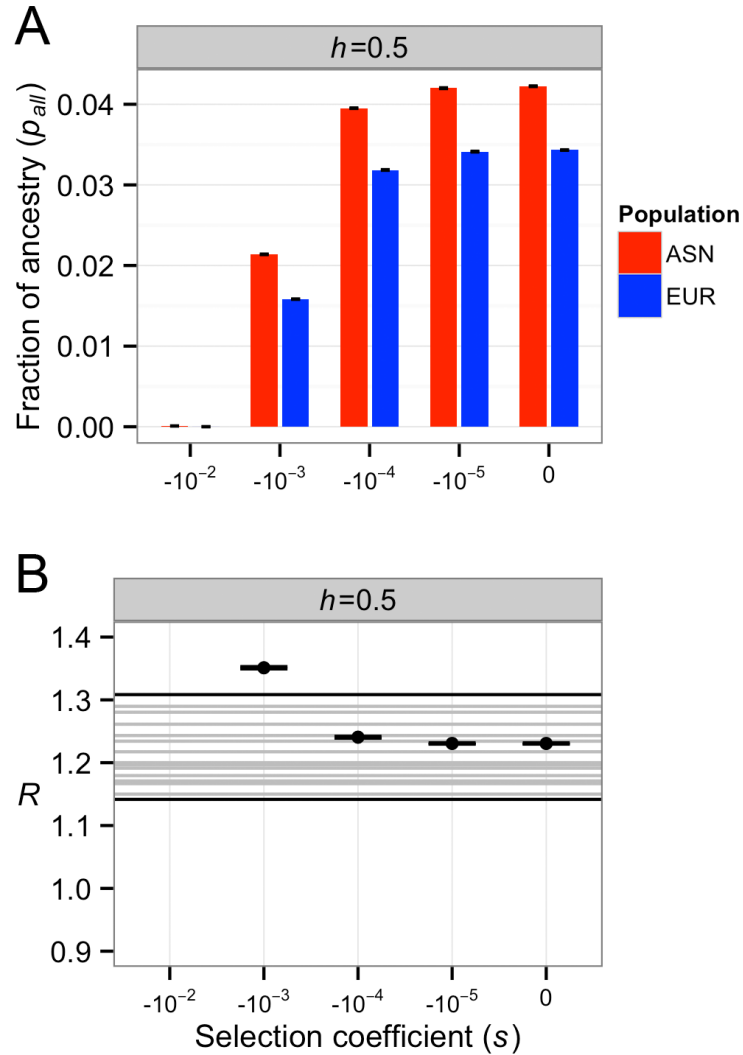 A
h=0.5
Fraction of ancestry (p_all)
0.04
0.03
0.02
0.01
0.00
-10⁻² -10⁻³ -10⁻⁴ -10⁻⁵ 0
Population
ASN
EUR
B
h=0.5
R
1.4
1.3
1.2
1.1
1.0
0.9
-10⁻² -10⁻³ -10⁻⁴ -10⁻⁵ 0
Selection coefficient (s)